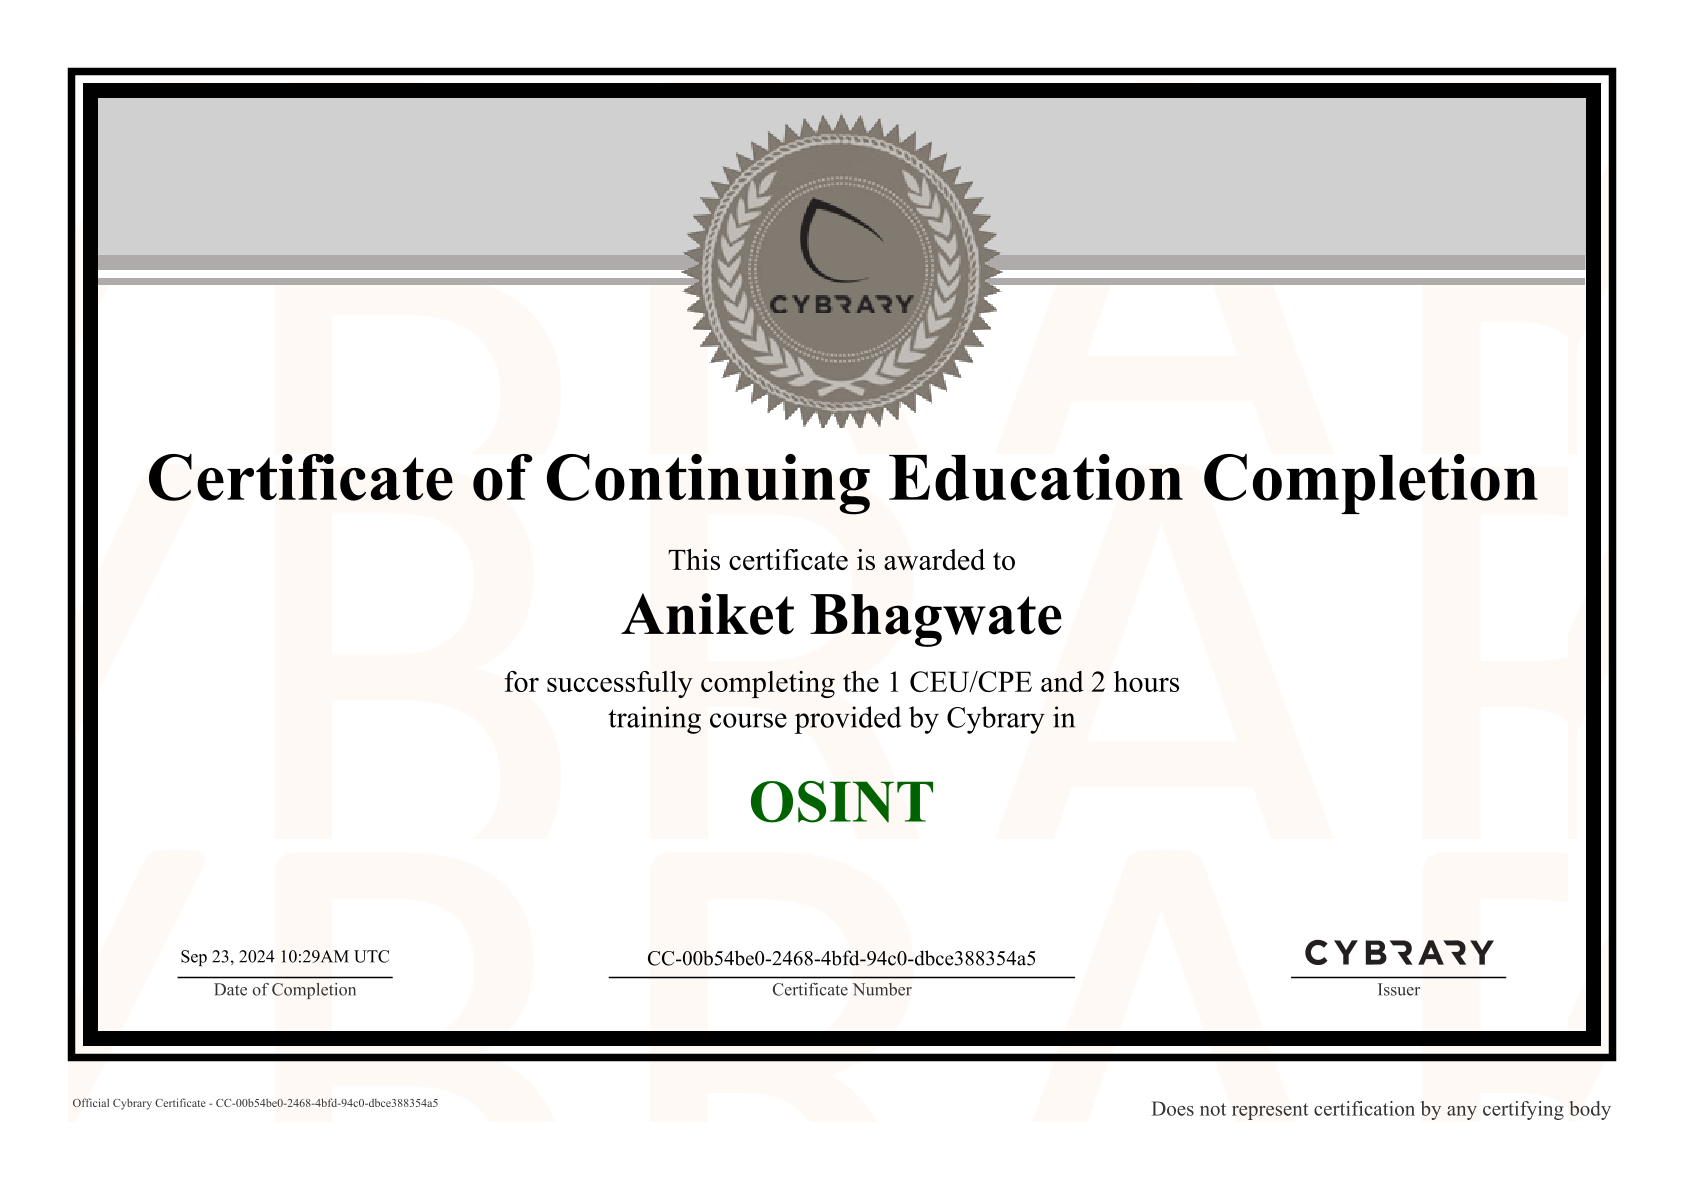 CYBRARY
Certificate of Continuing Education Completion
This certificate is awarded to
Aniket Bhagwate
for successfully completing the 1 CEU/CPE and 2 hours
training course provided by Cybrary in
OSINT
Sep 23, 2024 10:29AM UTC
Date of Completion
CC-00b54be0-2468-4bfd-94c0-dbce388354a5
Certificate Number
CYBRARY
Issuer
Official Cybrary Certificate - CC-00b54be0-2468-4bfd-94c0-dbce388354a5
Does not represent certification by any certifying body